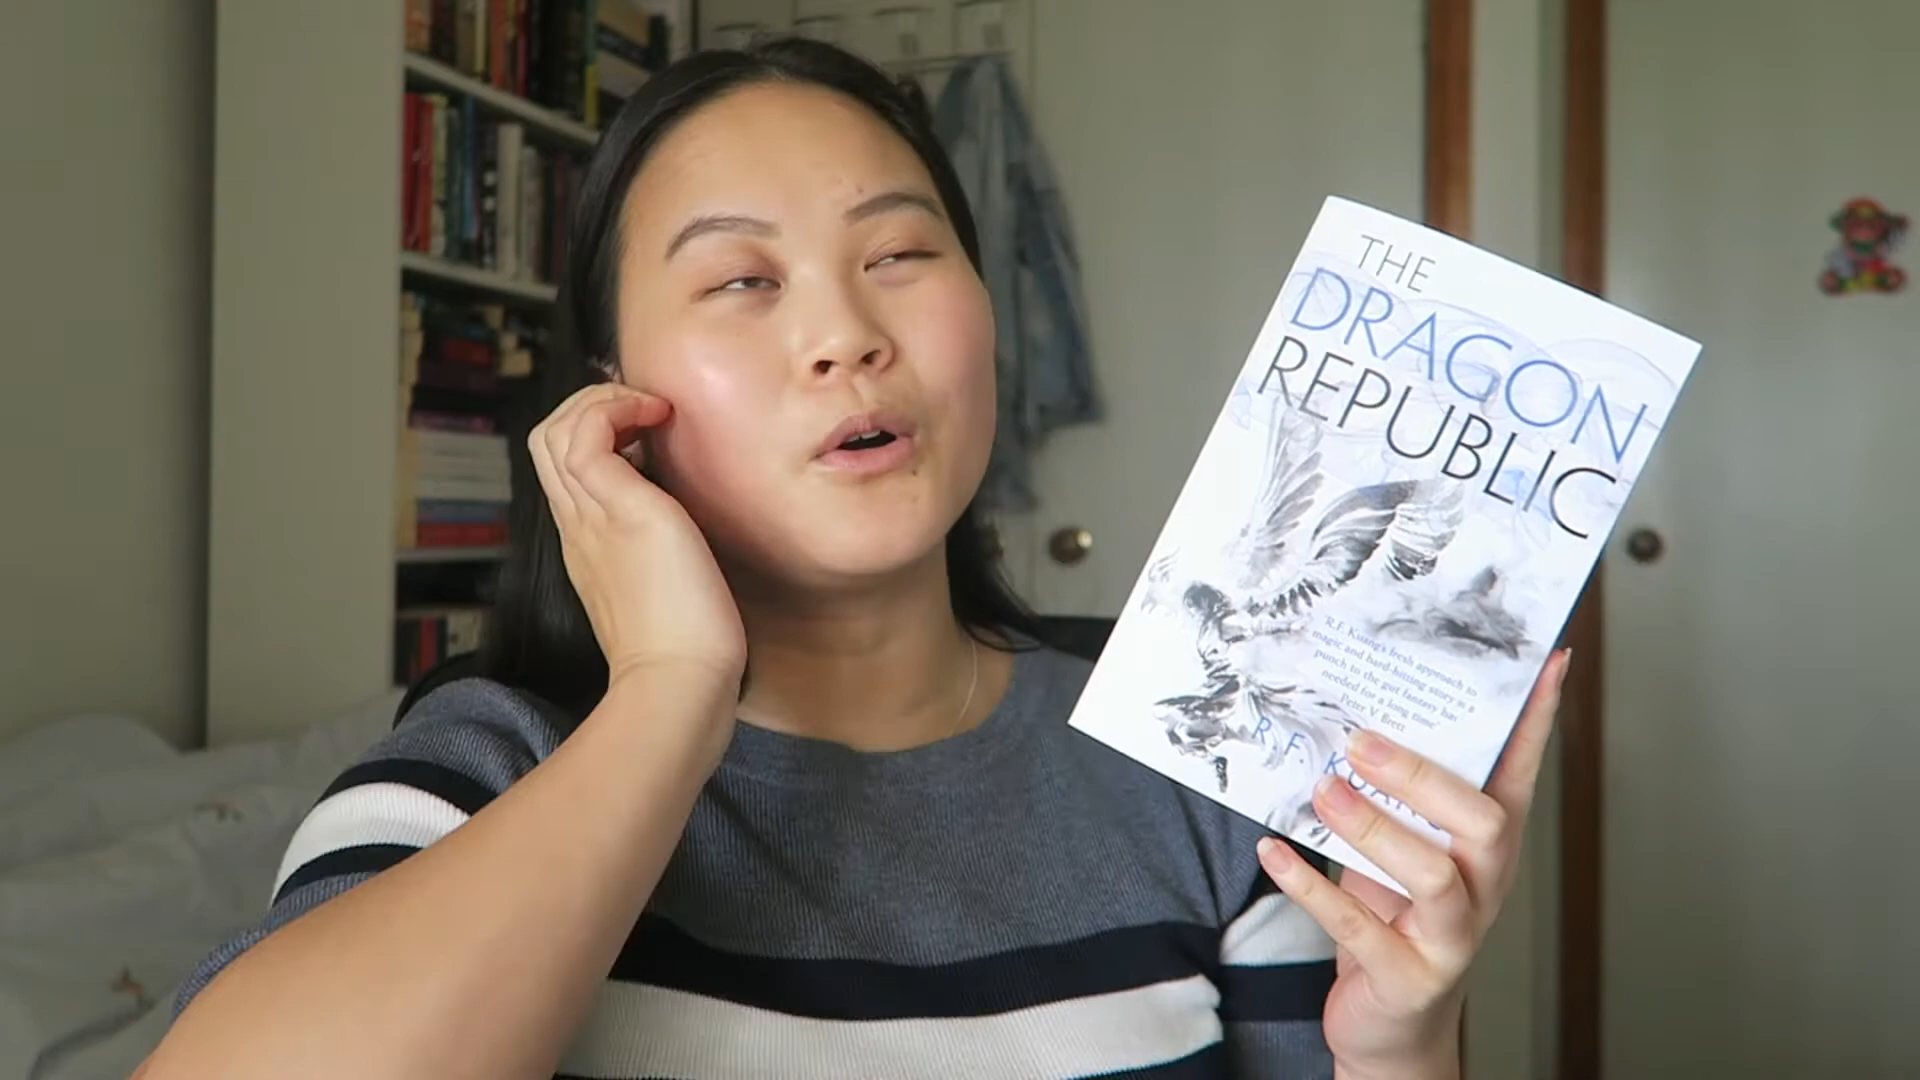 THE
DRAGON
REPUBLIC
"R.F. Kuang's fresh approach to
magic and hard-hitting story is a
punch to the gut fantasy has
needed for a long time"
Peter V. Brett
R.F. KUANG